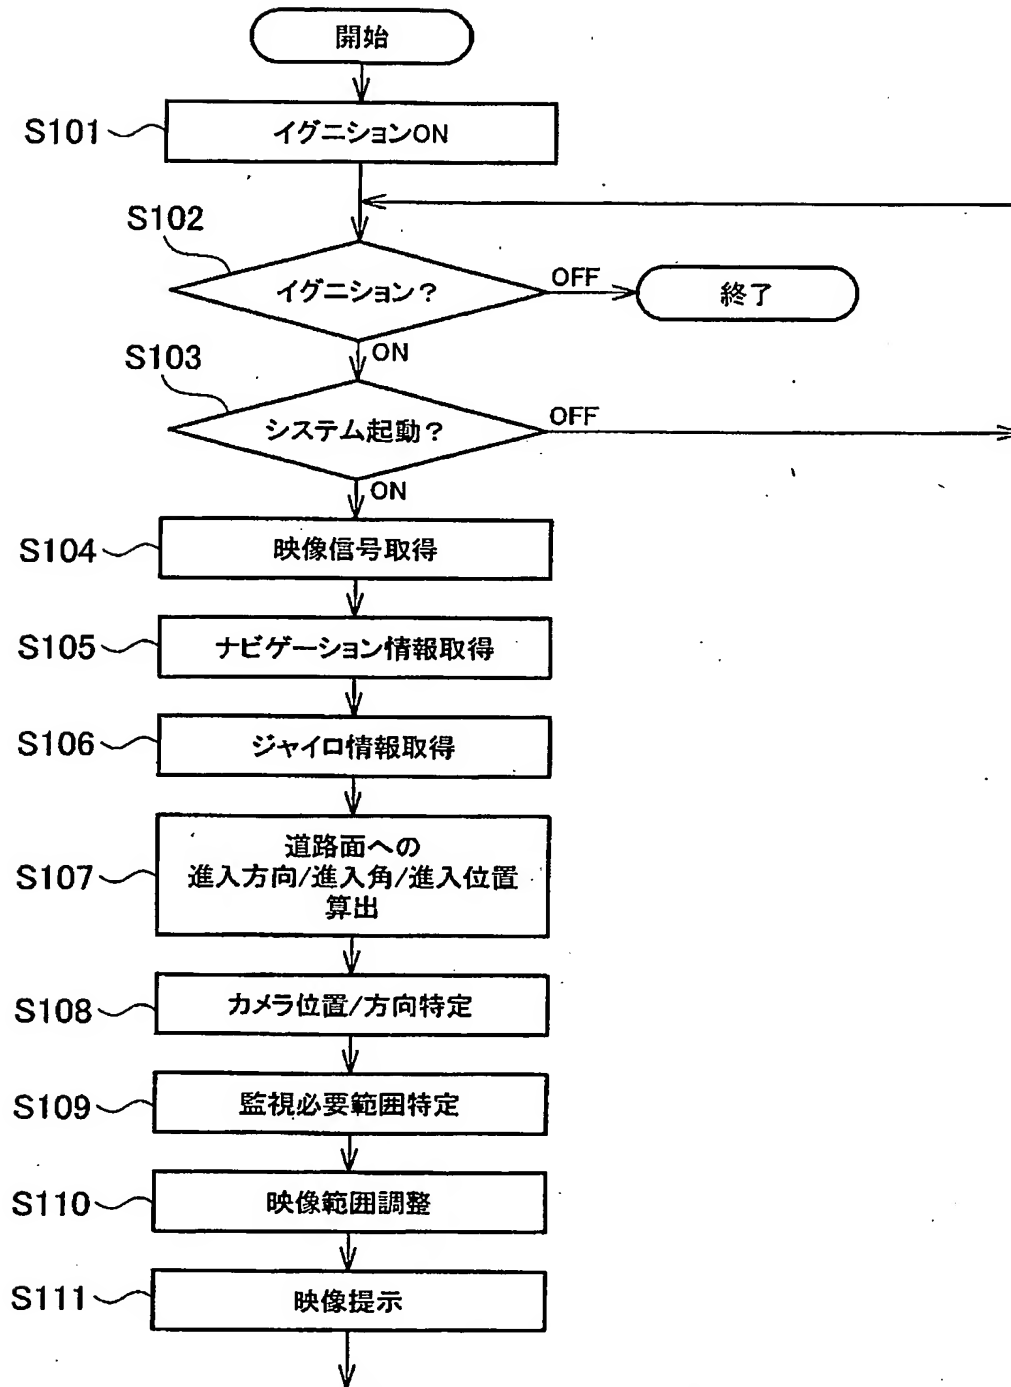 開始
S101
イグニションON
S102
イグニション?
OFF
終了
ON
S103
システム起動?
OFF
ON
S104
映像信号取得
S105
ナビゲーション情報取得
S106
ジャイロ情報取得
S107
道路面への
進入方向/進入角/進入位置
算出
S108
カメラ位置/方向特定
S109
監視必要範囲特定
S110
映像範囲調整
S111
映像提示